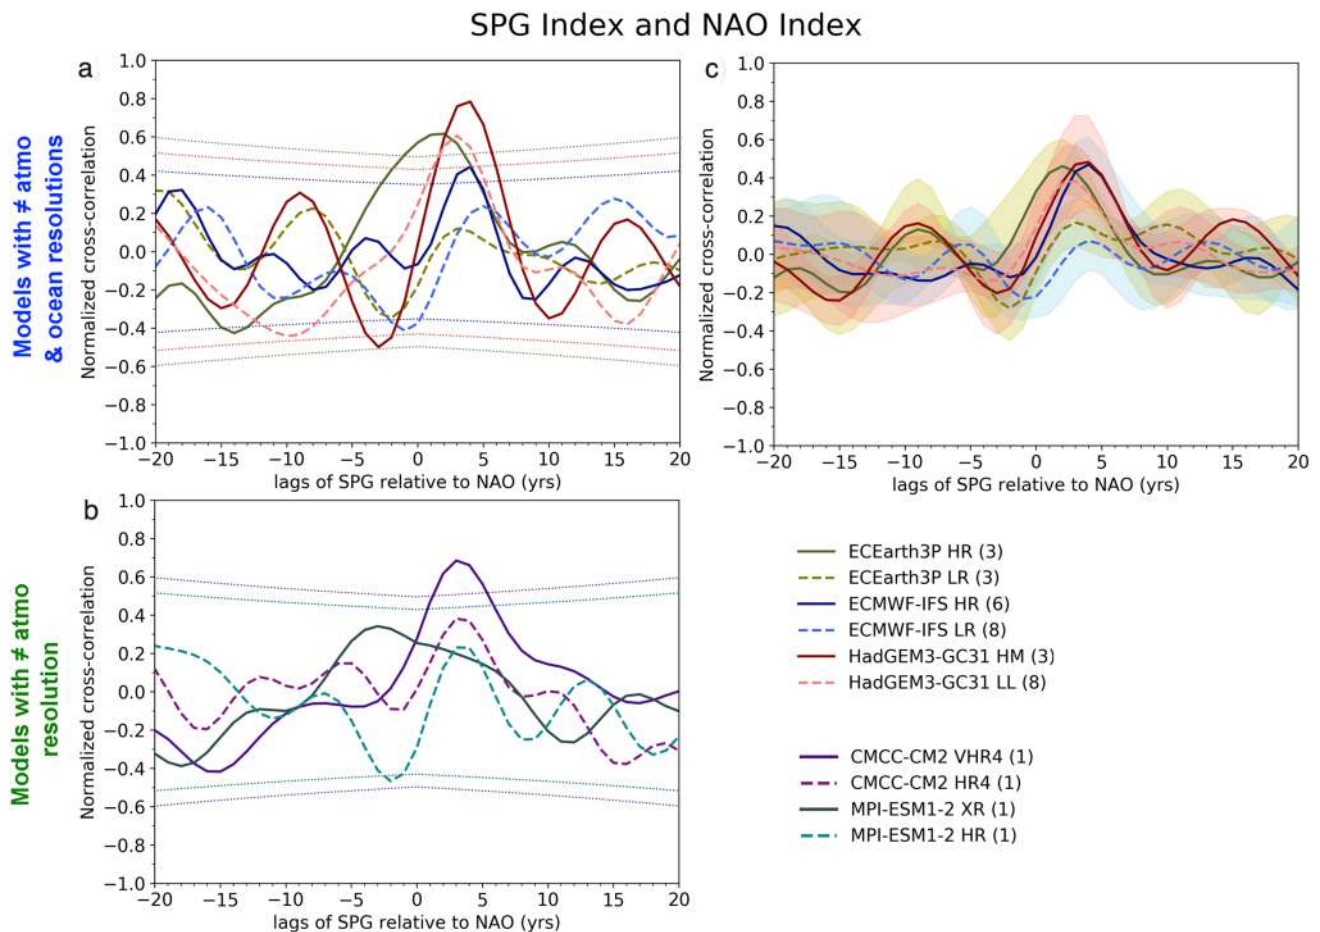 SPG Index and NAO Index
Models with ≠ atmo
& ocean resolutions
a
Normalized cross-correlation
1.0
0.8
0.6
0.4
0.2
0.0
−0.2
−0.4
−0.6
−0.8
−1.0
−20 −15 −10 −5 0 5 10 15 20
lags of SPG relative to NAO (yrs)
c
Normalized cross-correlation
1.0
0.8
0.6
0.4
0.2
0.0
−0.2
−0.4
−0.6
−0.8
−1.0
−20 −15 −10 −5 0 5 10 15 20
lags of SPG relative to NAO (yrs)
Models with ≠ atmo
resolution
b
Normalized cross-correlation
1.0
0.8
0.6
0.4
0.2
0.0
−0.2
−0.4
−0.6
−0.8
−1.0
−20 −15 −10 −5 0 5 10 15 20
lags of SPG relative to NAO (yrs)
ECEarth3P HR (3)
ECEarth3P LR (3)
ECMWF-IFS HR (6)
ECMWF-IFS LR (8)
HadGEM3-GC31 HM (3)
HadGEM3-GC31 LL (8)
CMCC-CM2 VHR4 (1)
CMCC-CM2 HR4 (1)
MPI-ESM1-2 XR (1)
MPI-ESM1-2 HR (1)